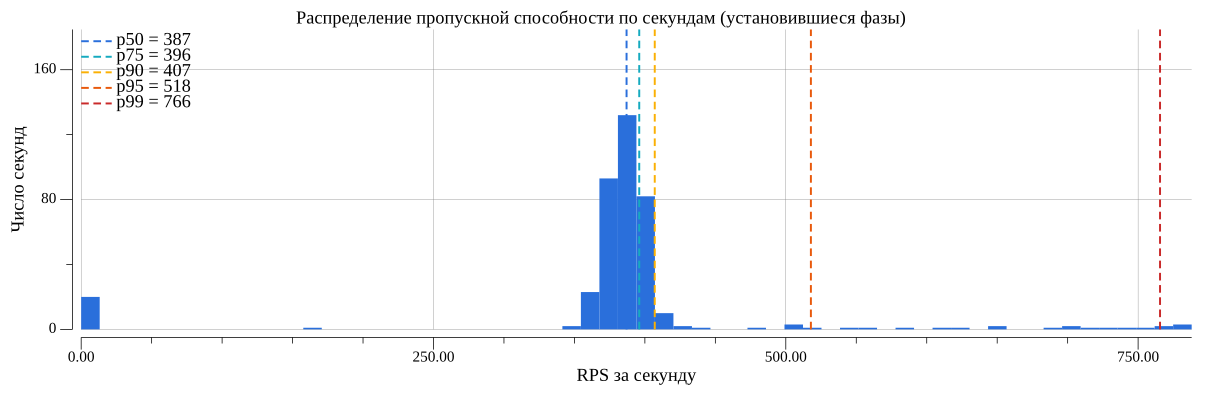 Распределение пропускной способности по секундам (установившиеся фазы)
p50 = 387
p75 = 396
p90 = 407
p95 = 518
p99 = 766
Число секунд
160
80
0
0.00
250.00
500.00
750.00
RPS за секунду